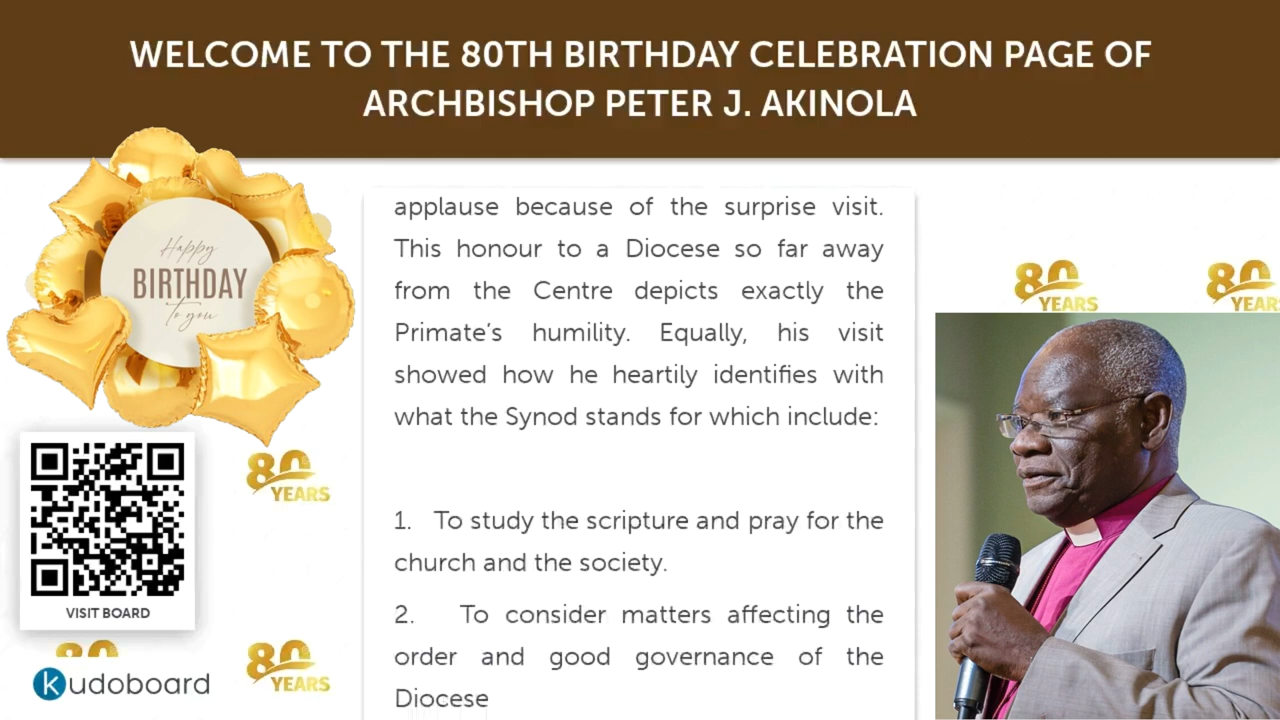 WELCOME TO THE 80TH BIRTHDAY CELEBRATION PAGE OF
ARCHBISHOP PETER J. AKINOLA
Happy
BIRTHDAY
to you
applause because of the surprise visit.
This honour to a Diocese so far away
from the Centre depicts exactly the
Primate’s humility. Equally, his visit
showed how he heartily identifies with
what the Synod stands for which include:
1. To study the scripture and pray for the
church and the society.
2. To consider matters affecting the
order and good governance of the
Diocese
80
YEARS
80
YEARS
80
YEARS
VISIT BOARD
80
80
YEARS
kudoboard